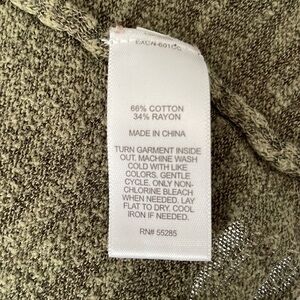 66% COTTON
34% RAYON
MADE IN CHINA
TURN GARMENT INSIDE
OUT. MACHINE WASH
COLD WITH LIKE
COLORS. GENTLE
CYCLE. ONLY NON-
CHLORINE BLEACH
WHEN NEEDED. LAY
FLAT TO DRY. COOL
IRON IF NEEDED.
RN# 55285